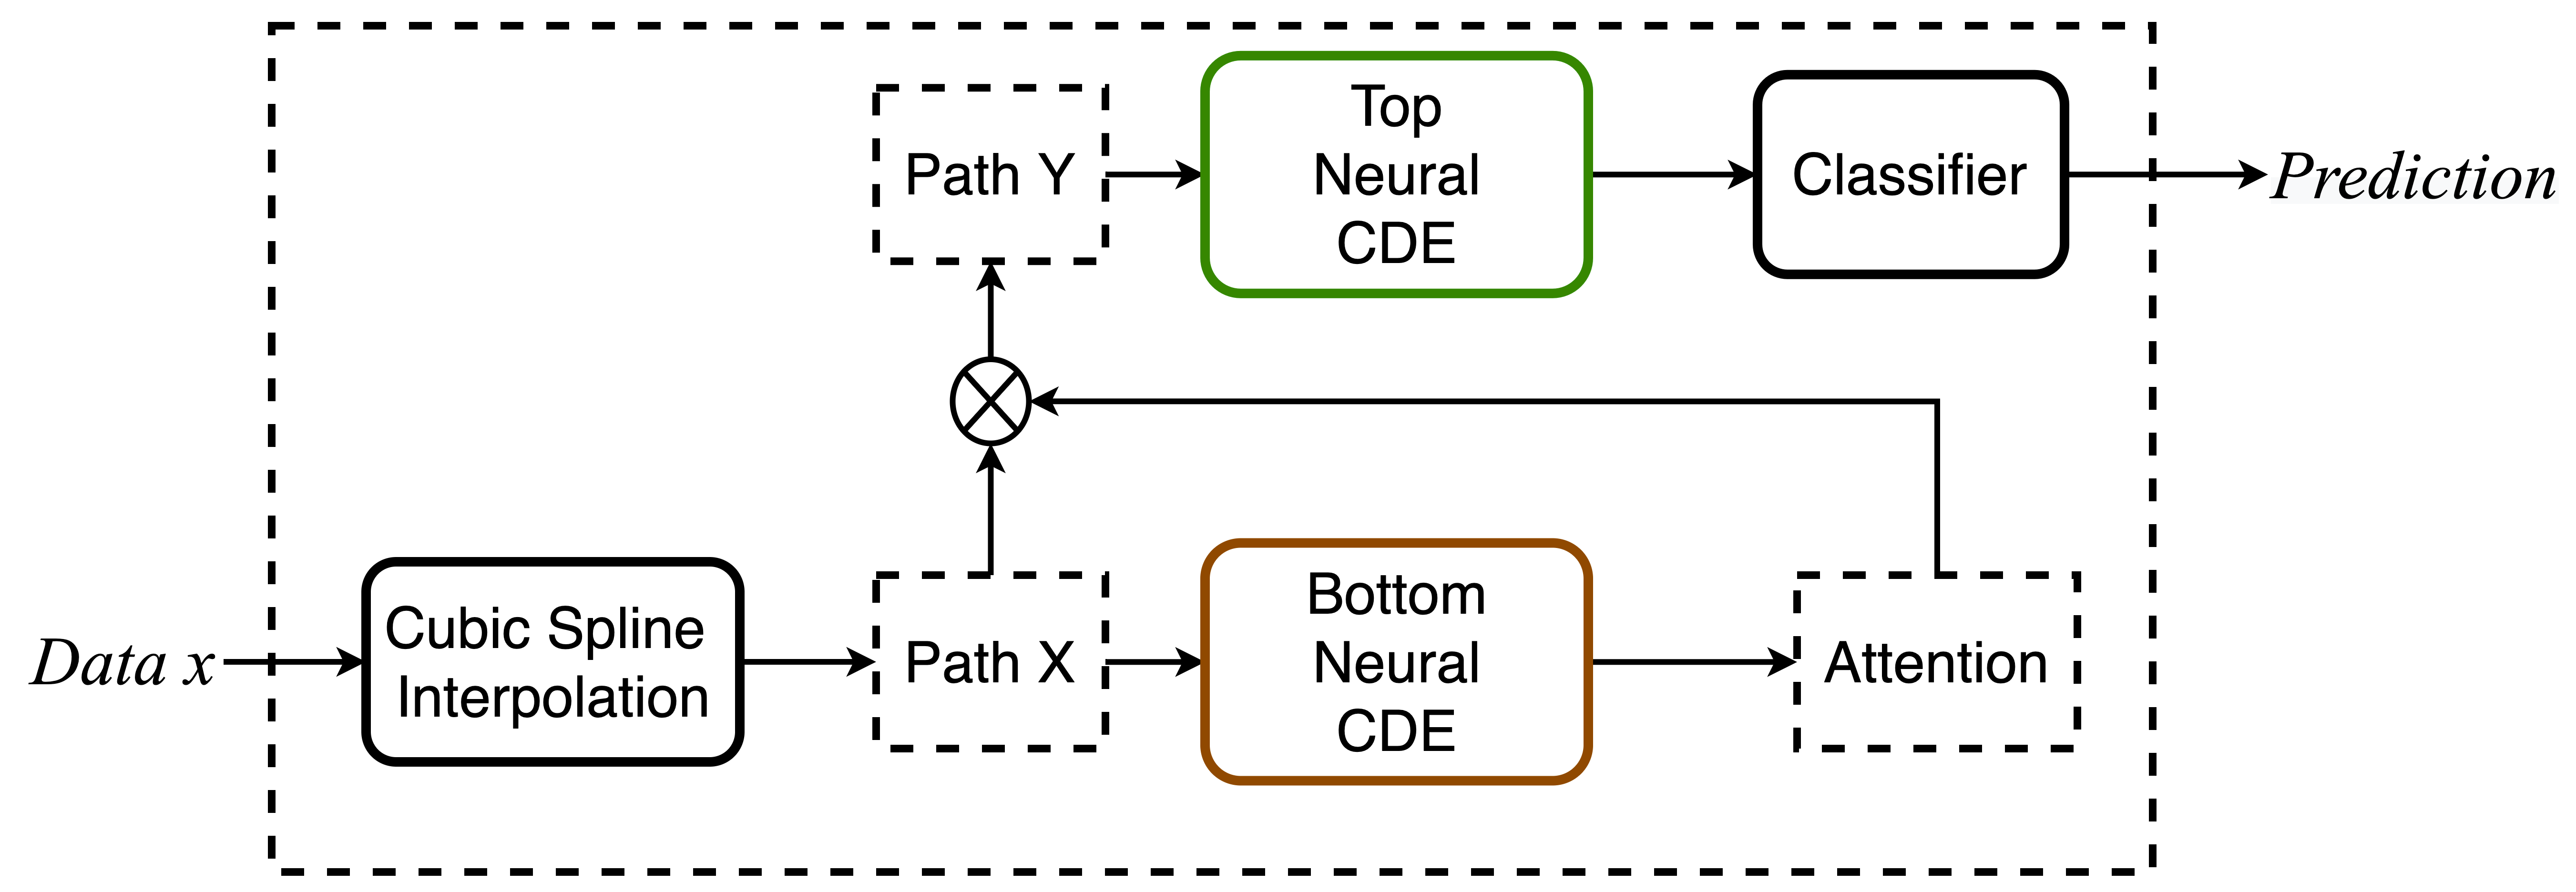 Path Y
Top
Neural
CDE
Classifier
Prediction
Data x
Cubic Spline
Interpolation
Path X
Bottom
Neural
CDE
Attention